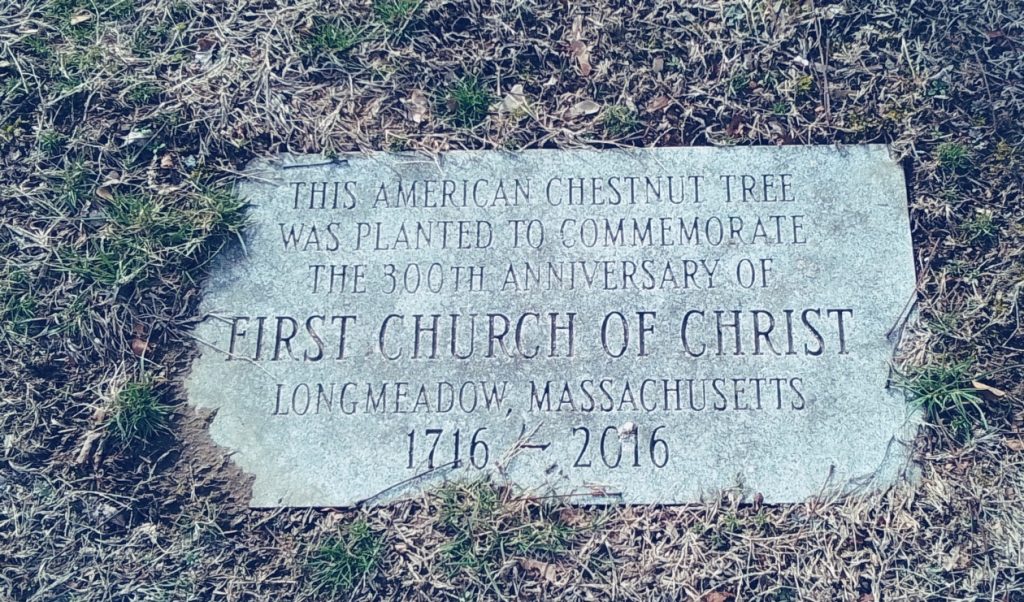 THIS AMERICAN CHESTNUT TREE
WAS PLANTED TO COMMEMORATE
THE 300TH ANNIVERSARY OF
FIRST CHURCH OF CHRIST
LONGMEADOW, MASSACHUSETTS
1716 - 2016